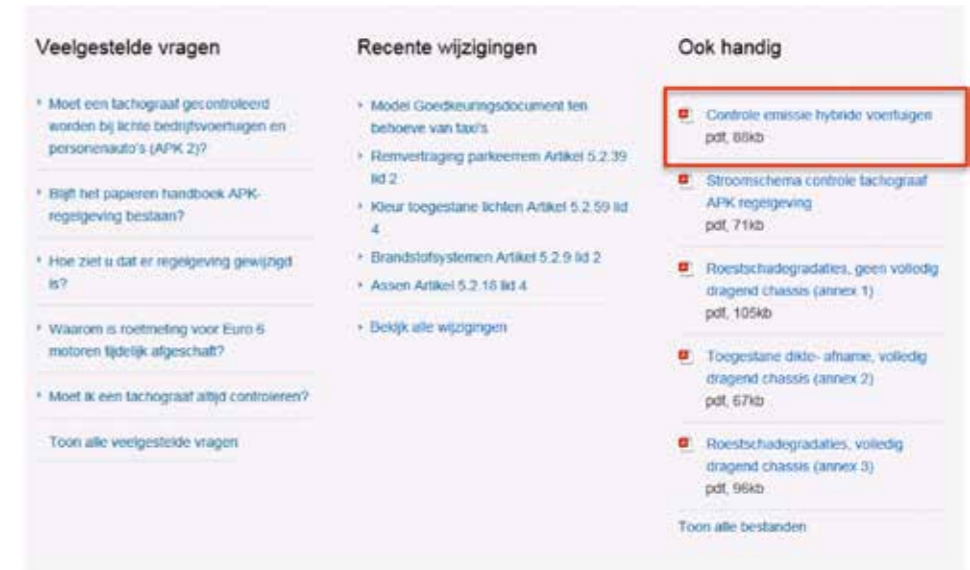 Veelgestelde vragen
Moet een tachograaf gecontroleerd
worden bij lichte bedrijfsvoertuigen en
personenauto's (APK 2)?
Blijft het papieren handboek APK-
regelgeving bestaan?
Hoe ziet u dat er regelgeving gewijzigd
is?
Waarom is roetmeting voor Euro 6
motoren tijdelijk afgeschaft?
Moet ik een tachograaf altijd controleren?
Toon alle veelgestelde vragen
Recente wijzigingen
Model Goedkeuringsdocument ten
behoeve van taxi's
Remvertraging parkeerrem Artikel 5.2.39
lid 2
Kleur toegestane lichten Artikel 5.2.59 lid
4
Brandstofsystemen Artikel 5.2.9 lid 2
Assen Artikel 5.2.18 lid 4
Bekijk alle wijzigingen
Ook handig
Controle emissie hybride voertuigen
pdf, 88kb
Stroomschema controle tachograaf
APK regelgeving
pdf, 71kb
Roestschadegradaties, geen volledig
dragend chassis (annex 1)
pdf, 105kb
Toegestane dikte- afname, volledig
dragend chassis (annex 2)
pdf, 67kb
Roestschadegradaties, volledig
dragend chassis (annex 3)
pdf, 96kb
Toon alle bestanden